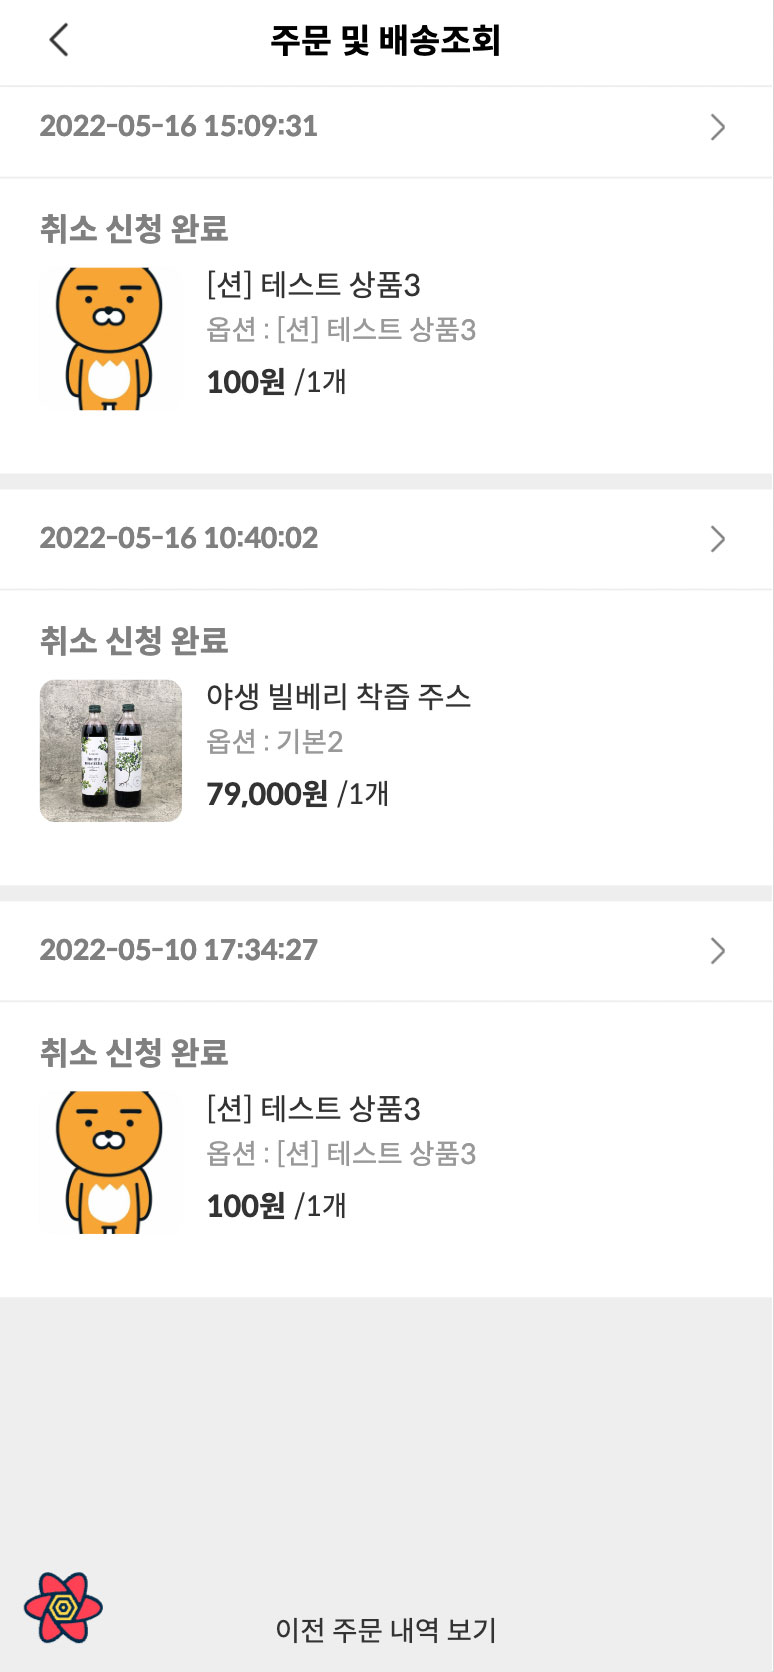 주문 및 배송조회
2022-05-16 15:09:31
취소 신청 완료
[션] 테스트 상품3
옵션 : [션] 테스트 상품3
100원 /1개
2022-05-16 10:40:02
취소 신청 완료
야생 빌베리 착즙 주스
옵션 : 기본2
79,000원 /1개
2022-05-10 17:34:27
취소 신청 완료
[션] 테스트 상품3
옵션 : [션] 테스트 상품3
100원 /1개
이전 주문 내역 보기